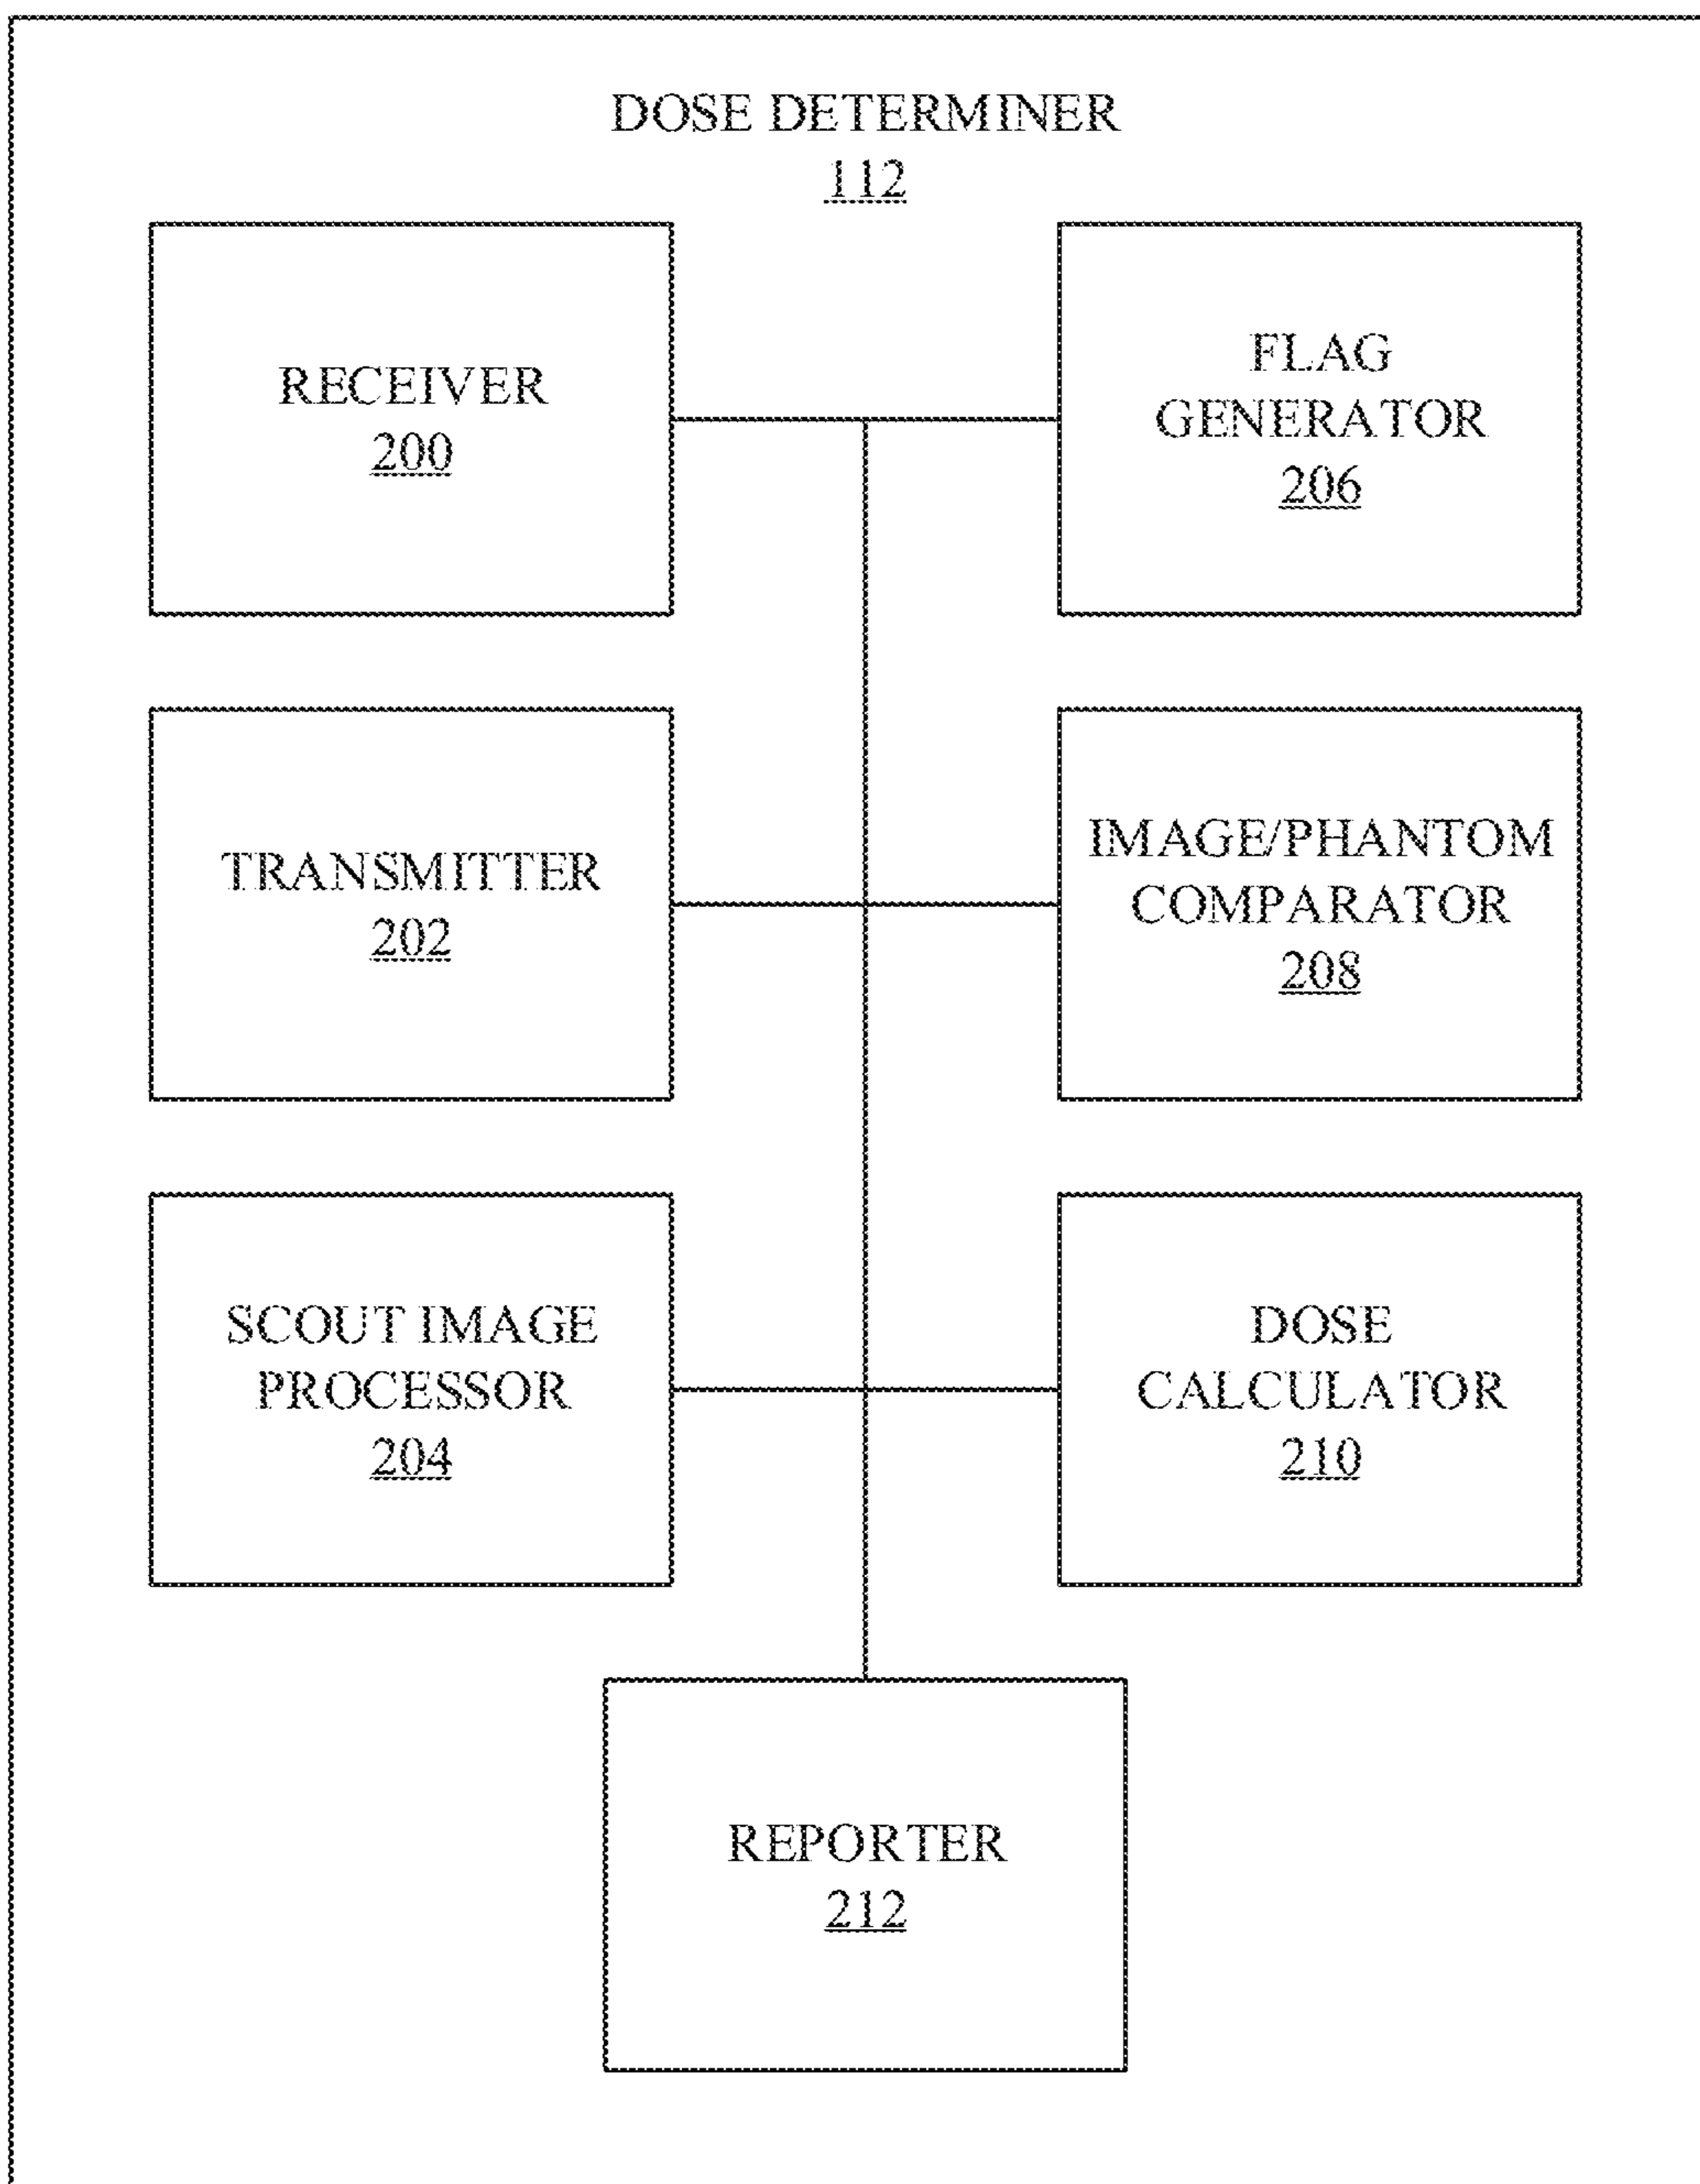 DOSE DETERMINER
112
RECEIVER
200
FLAG
GENERATOR
206
TRANSMITTER
202
IMAGE/PHANTOM
COMPARATOR
208
SCOUT IMAGE
PROCESSOR
204
DOSE
CALCULATOR
210
REPORTER
212